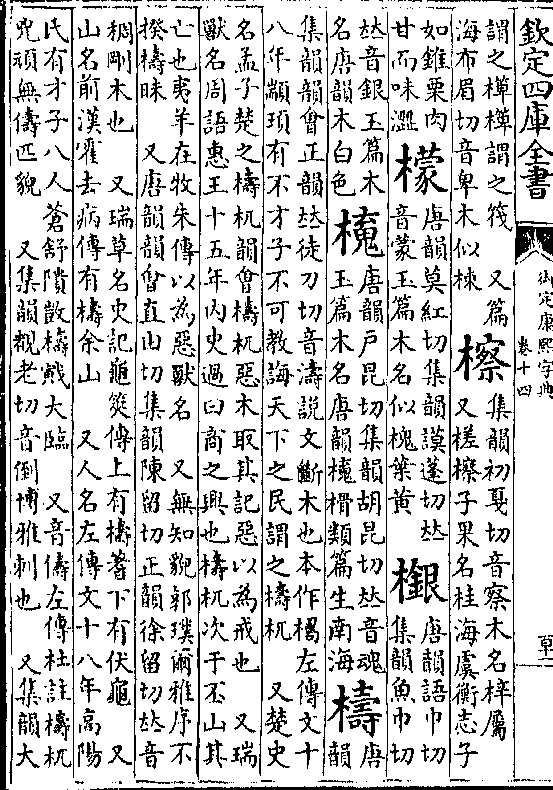 欽定四庫全書
御定康熙字典
卷十四
謂之椑椑謂之筏 又篇
海布眉切音卑木似楝
檫
集韻初戛切音察木名梓屬
又槎檫子果名桂海虞衡志子
如錐栗肉
甘而味澀
檬
唐韻莫紅切集韻謨蓬切𠀤
音蒙玉篇木名似槐葉黃
檭
唐韻語巾切
集韻魚巾切
𠀤音銀玉篇木
名唐韻木白色
唐韻戶昆切集韻胡昆切𠀤音魂
玉篇木名唐韻榾類篇生南海
檮
唐
韻
集韻韻會正韻𠀤徒刀切音濤說文斷木也本作㯮左傳文十
八年顓頊有不才子不可教誨天下之民謂之檮杌 又楚史
名孟子楚之檮杌韻會檮杌惡木取其記惡以為戒也 又瑞
獸名周語惠王十五年內史過曰商之興也檮杌次于丕山其
亡也夷羊在牧朱傳以為惡獸名 又無知貌郭璞爾雅序不
揆檮昧 又唐韻韻會直由切集韻陳留切正韻徐留切𠀤音
稠剛木也 又瑞草名史記龜筴傳上有檮蓍下有伏龜 又
山名前漢霍去病傳有檮余山 又人名左傳文十八年高陽
氏有才子八人蒼舒隤敳檮戭大臨 又音儔左傳杜註檮杌
兇頑無儔匹貌 又集韻覩老切音倒博雅刺也 又集韻大